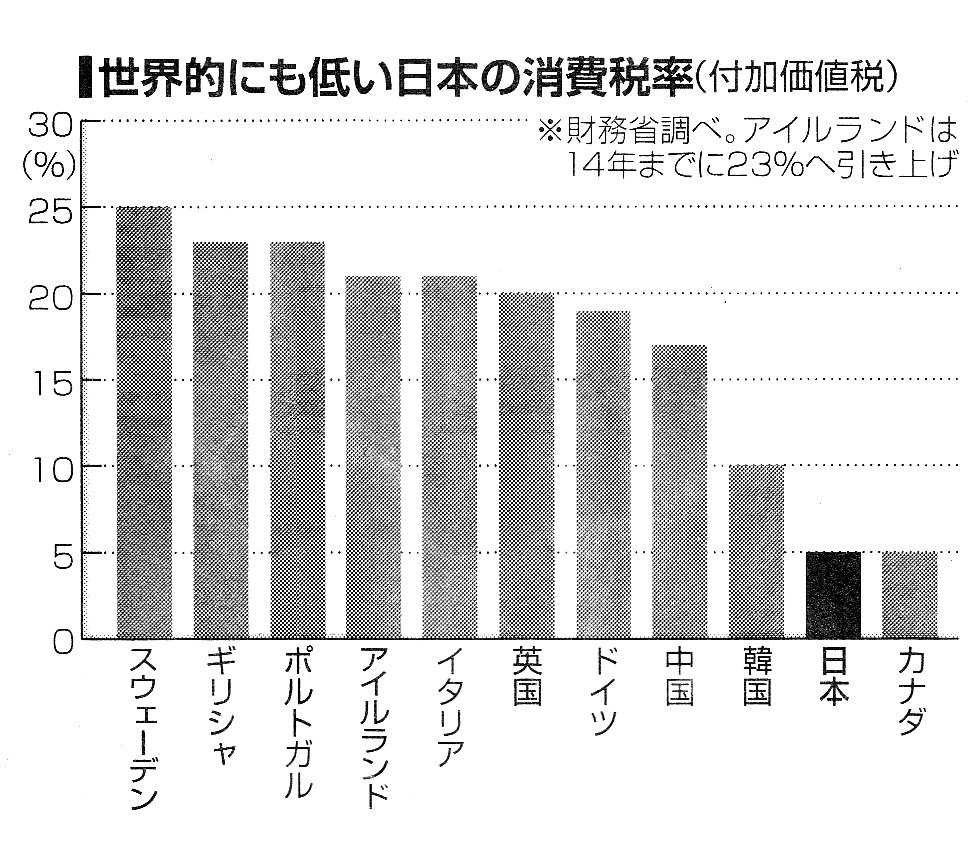 世界的にも低い日本の消費税率(付加価値税)
※財務省調べ。アイルランドは
14年までに23%へ引き上げ
30
(%)
25
20
15
10
5
0
スウェーデン
ギリシャ
ポルトガル
アイルランド
イタリア
英国
ドイツ
中国
韓国
日本
カナダ